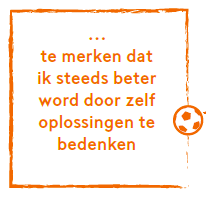 ...
te merken dat
ik steeds beter
word door zelf
oplossingen te
bedenken